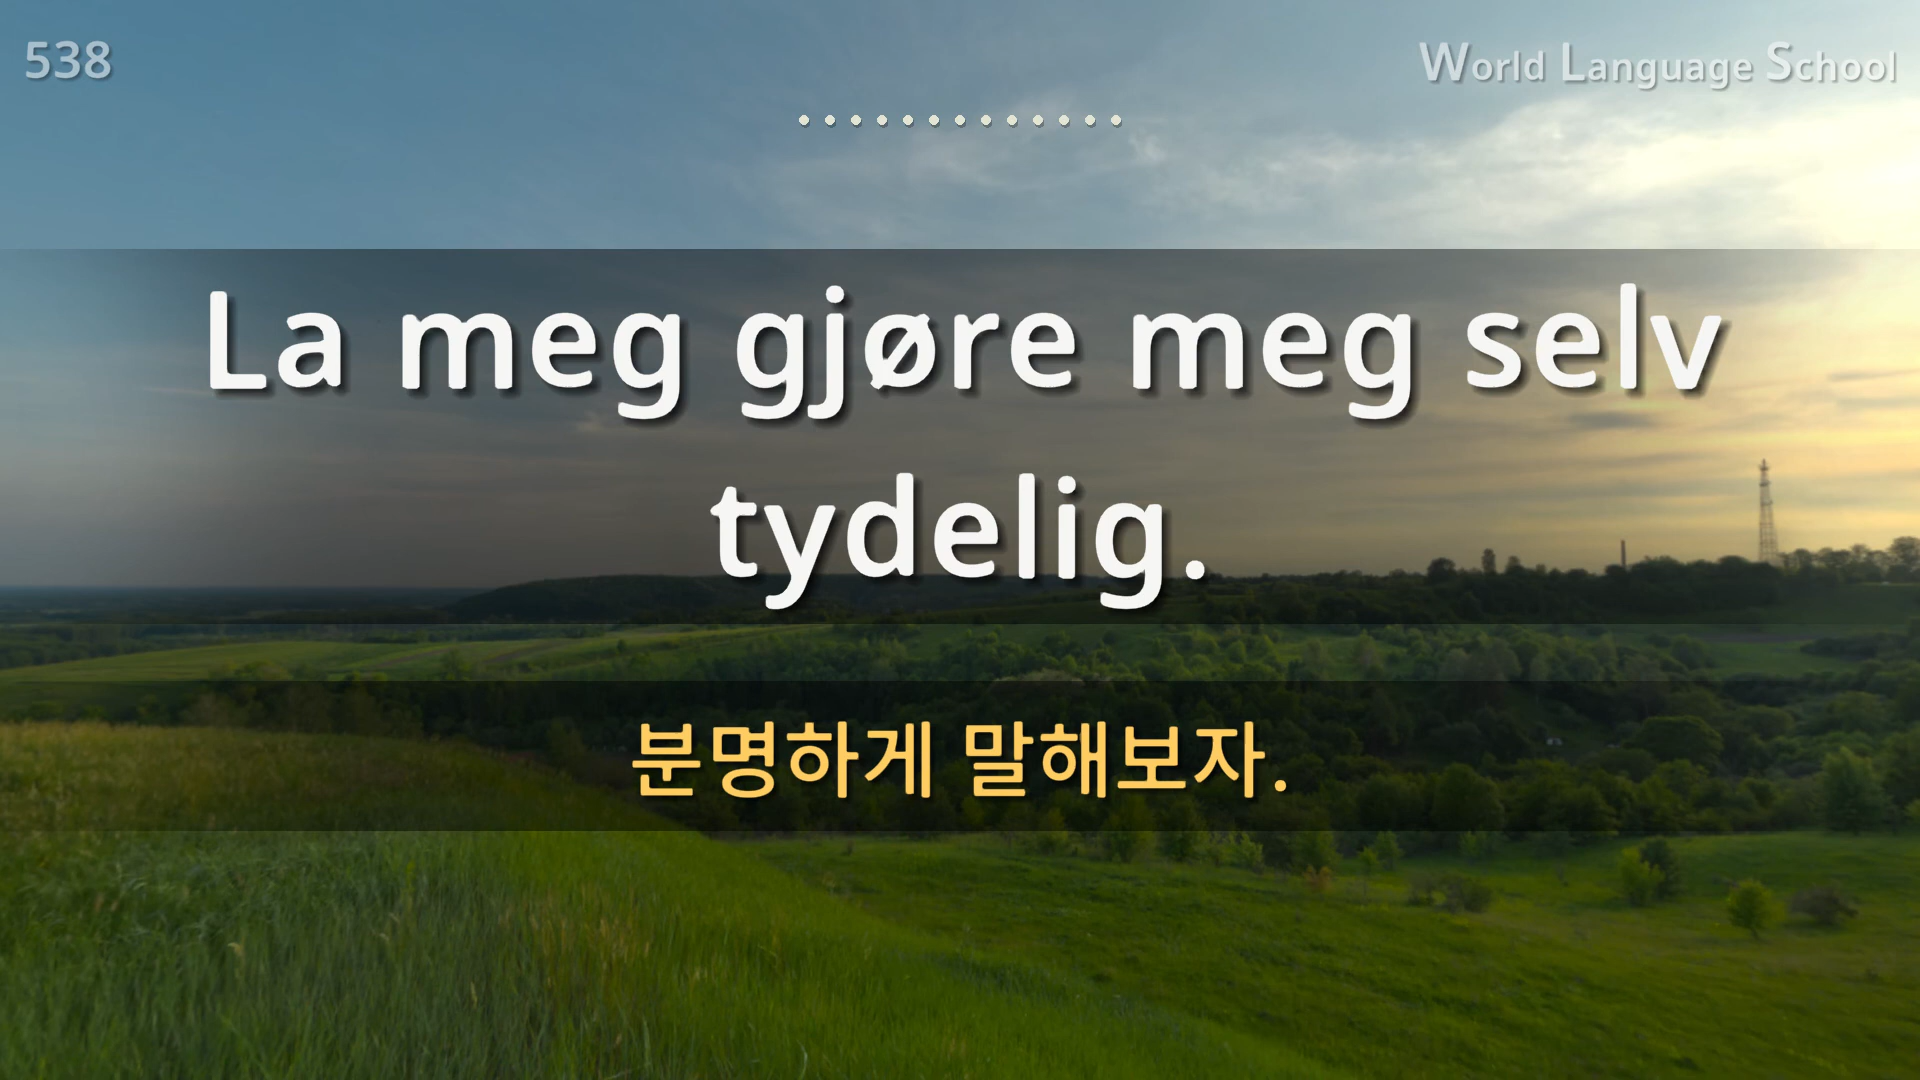 538
World Language School
La meg gjøre meg selv
tydelig.
분명하게 말해보자.